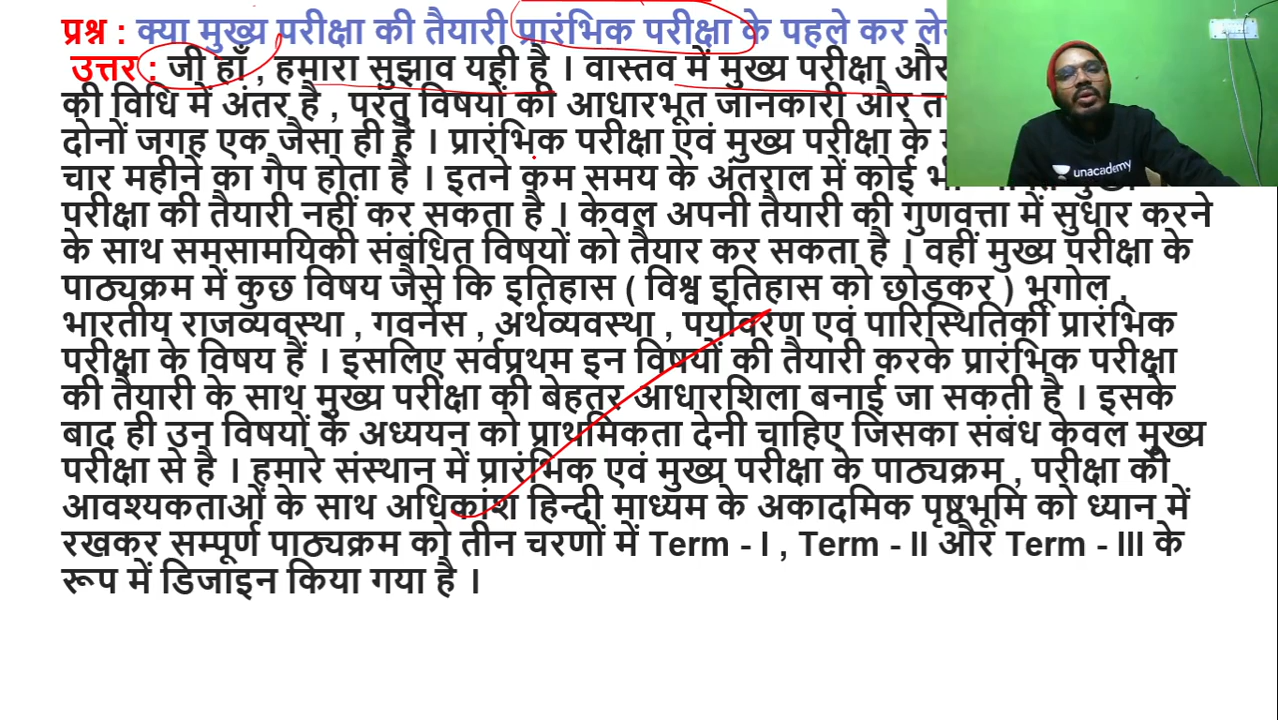 प्रश्न : क्या मुख्य परीक्षा की तैयारी प्रारंभिक परीक्षा के पहले कर
उत्तर : जी हाँ , हमारा सुझाव यही है । वास्तव में मुख्य परीक्षा और
की विधि में अंतर है , परंतु विषयों की आधारभूत जानकारी और
दोनों जगह एक जैसा ही है । प्रारंभिक परीक्षा एवं मुख्य परीक्षा के
चार महीने का गैप होता है । इतने कम समय के अंतराल में कोई
परीक्षा की तैयारी नहीं कर सकता है । केवल अपनी तैयारी की गुणवत्ता में सुधार करने
के साथ समसामयिकी संबंधित विषयों को तैयार कर सकता है । वहीं मुख्य परीक्षा के
पाठ्यक्रम में कुछ विषय जैसे कि इतिहास ( विश्व इतिहास को छोड़कर ) भूगोल ,
भारतीय राजव्यवस्था , गवर्नेस , अर्थव्यवस्था , पर्यावरण एवं पारिस्थितिकी प्रारंभिक
परीक्षा के विषय हैं । इसलिए सर्वप्रथम इन विषयों की तैयारी करके प्रारंभिक परीक्षा
की तैयारी के साथ मुख्य परीक्षा की बेहतर आधारशिला बनाई जा सकती है । इसके
बाद ही उन विषयों के अध्ययन को प्राथमिकता देनी चाहिए जिसका संबंध केवल मुख्य
परीक्षा से है । हमारे संस्थान में प्रारंभिक एवं मुख्य परीक्षा के पाठ्यक्रम , परीक्षा की
आवश्यकताओं के साथ अधिकांश हिन्दी माध्यम के अकादमिक पृष्ठभूमि को ध्यान में
रखकर सम्पूर्ण पाठ्यक्रम को तीन चरणों में Term - I , Term - II और Term - III के
रूप में डिजाइन किया गया है ।
unacademy